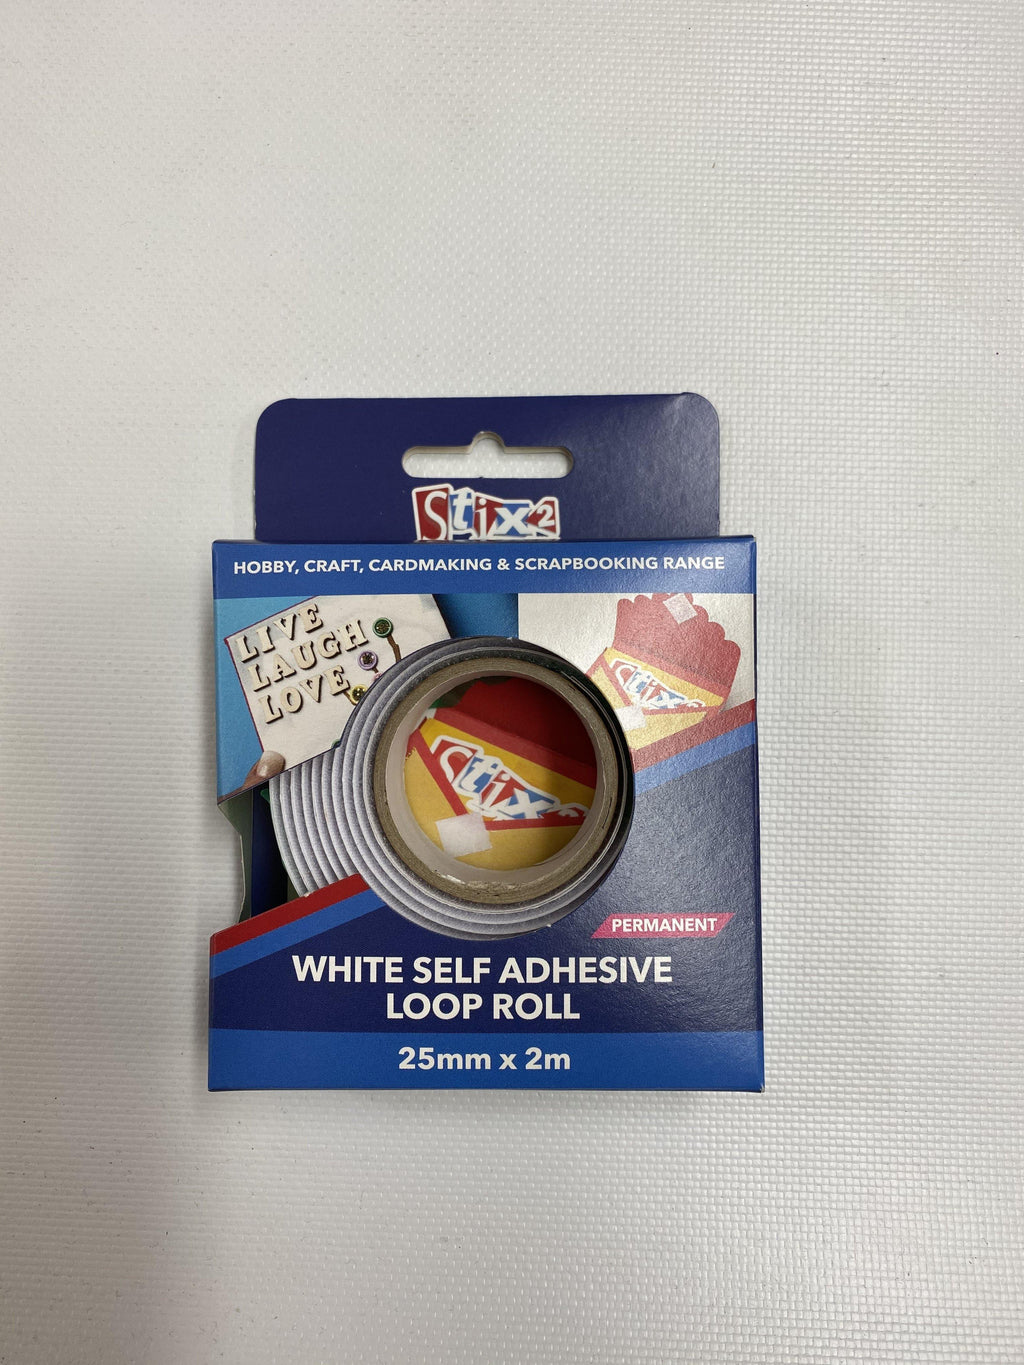 Stix2
HOBBY, CRAFT, CARDMAKING & SCRAPBOOKING RANGE
LIVE
LAUGH
LOVE
Stix2
Stix2
PERMANENT
WHITE SELF ADHESIVE
LOOP ROLL
25mm x 2m